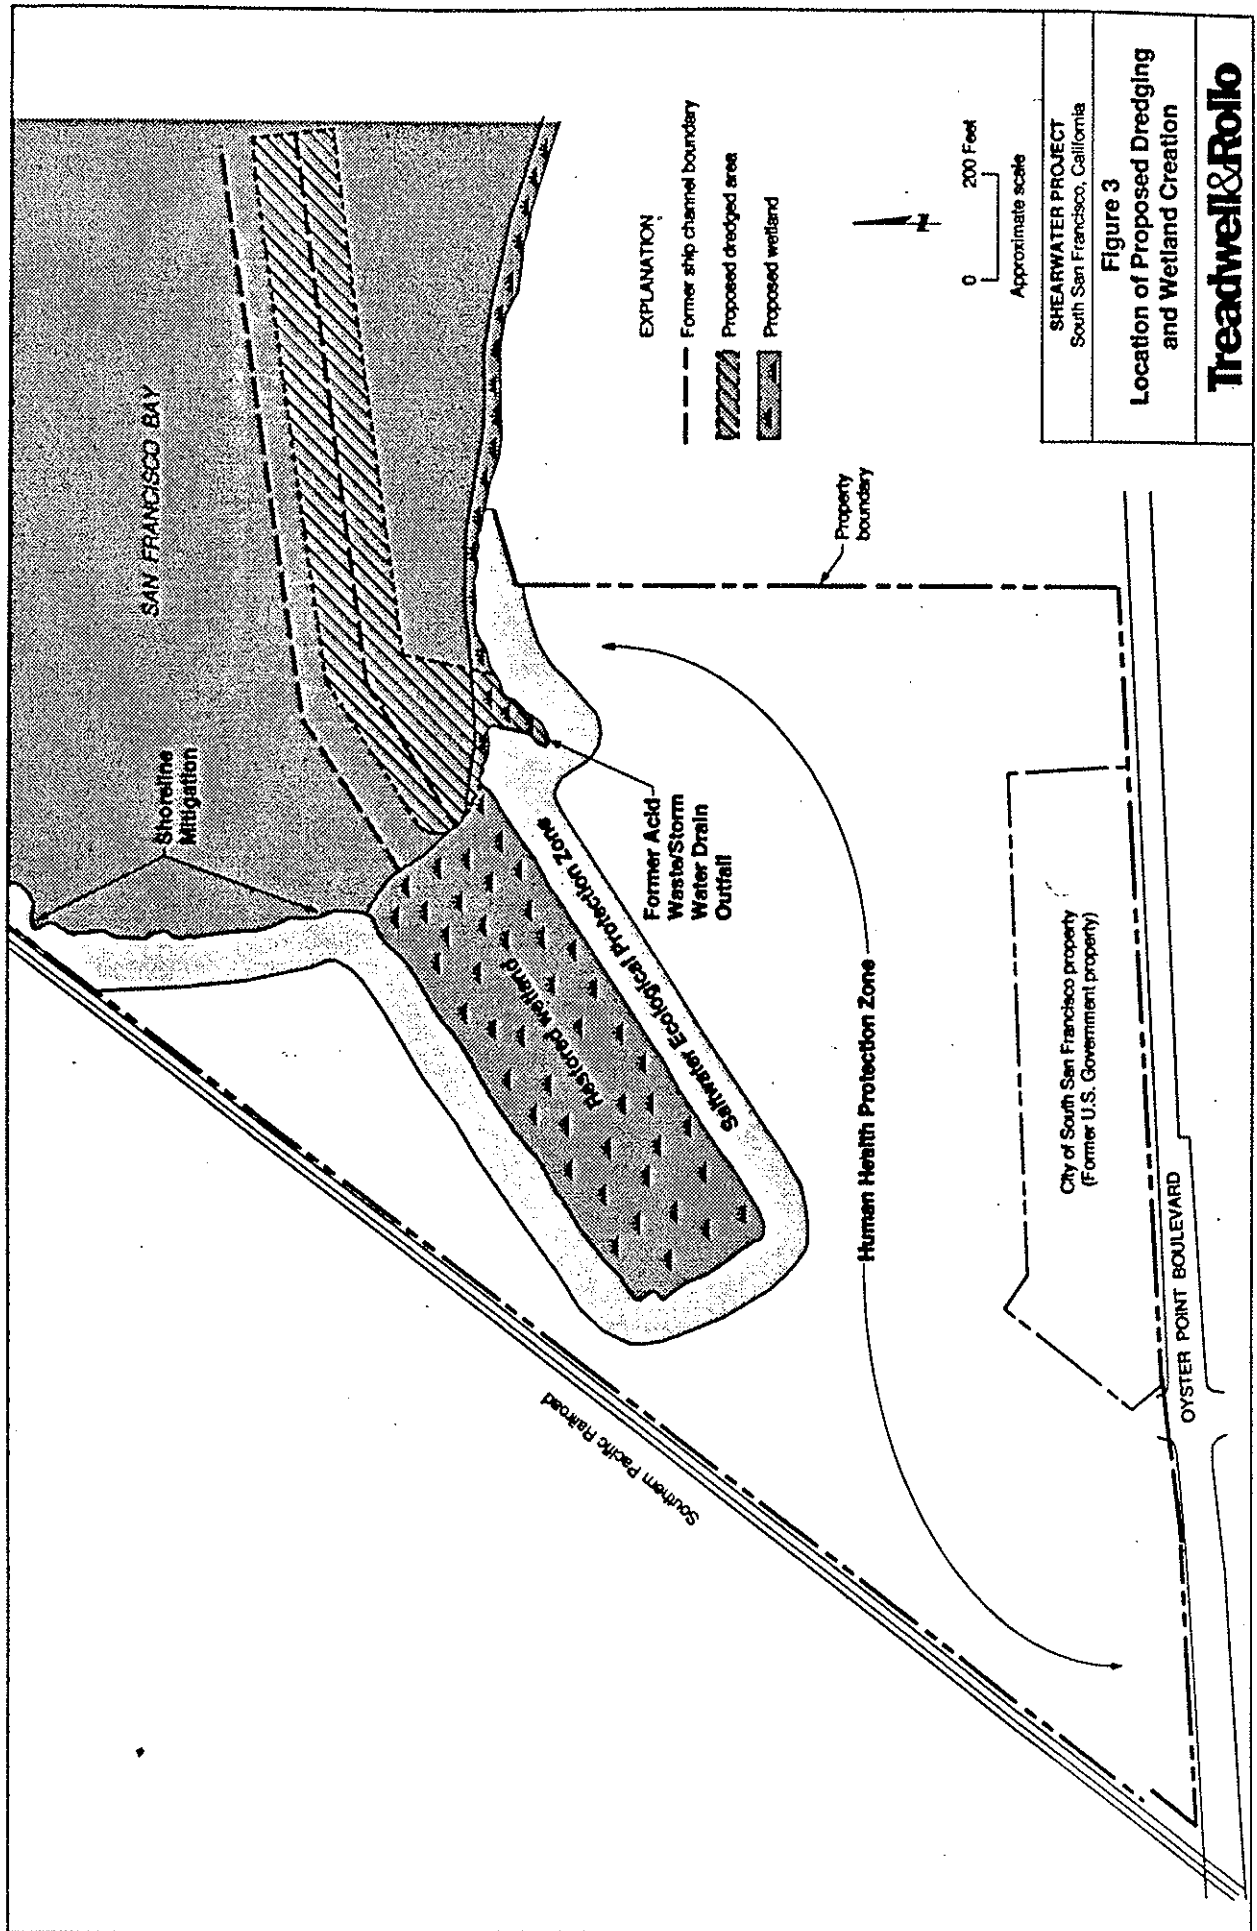 SAN FRANCISCO BAY
Shoreline
Mitigation
Restored wetland
Saltwater Ecological Protection Zone
Former Acid-
Waste/Storm
Water Drain
Outfall
Human Health Protection Zone
Southern Pacific Railroad
Property
boundary
City of South San Francisco property
(Former U.S. Government property)
OYSTER POINT BOULEVARD
EXPLANATION
Former ship channel boundary
Proposed dredged area
Proposed wetland
N
0
200 Feet
Approximate scale
SHEARWATER PROJECT
South San Francisco, California
Figure 3
Location of Proposed Dredging
and Wetland Creation
Treadwell&Rollo